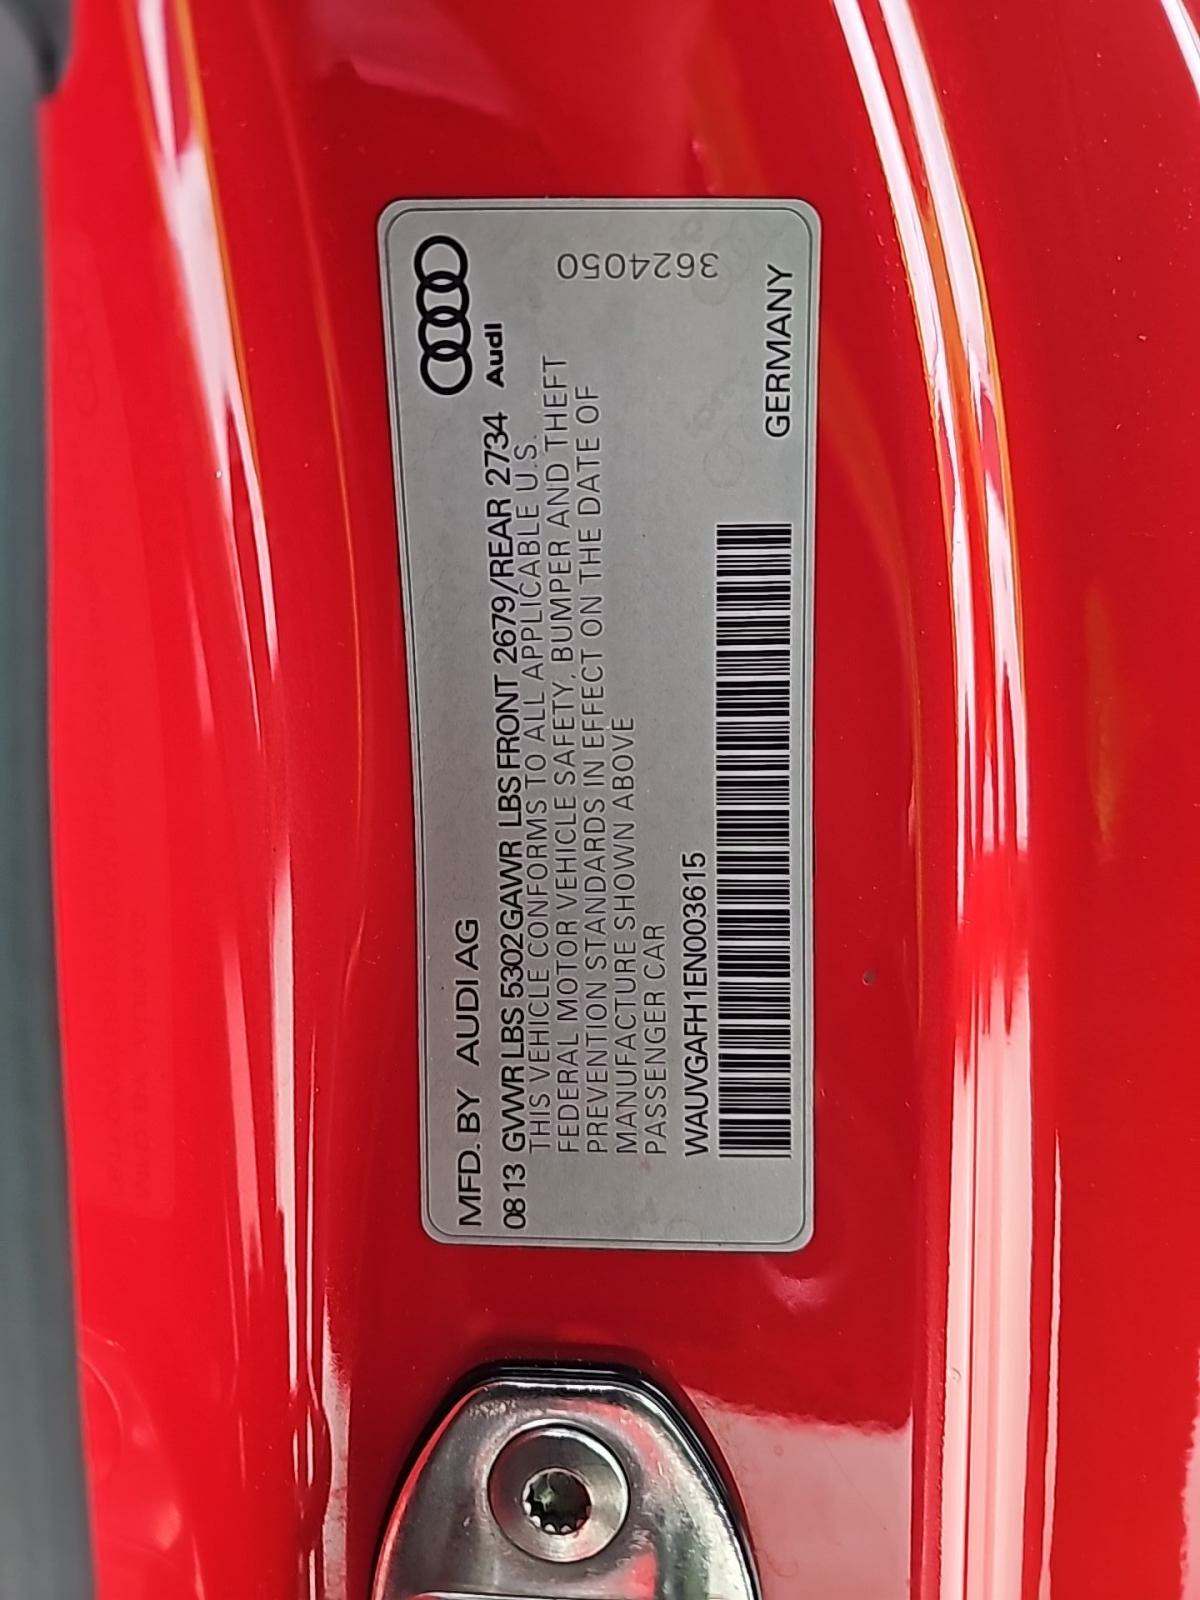 MFD. BY AUDI AG
Audi
0813 GVWR LBS 5302 GAWR LBS FRONT 2679/REAR 2734
THIS VEHICLE CONFORMS TO ALL APPLICABLE U.S.
FEDERAL MOTOR VEHICLE SAFETY, BUMPER AND THEFT
PREVENTION STANDARDS IN EFFECT ON THE DATE OF
MANUFACTURE SHOWN ABOVE
PASSENGER CAR
3624050
WAUVGAFH1EN003615
GERMANY